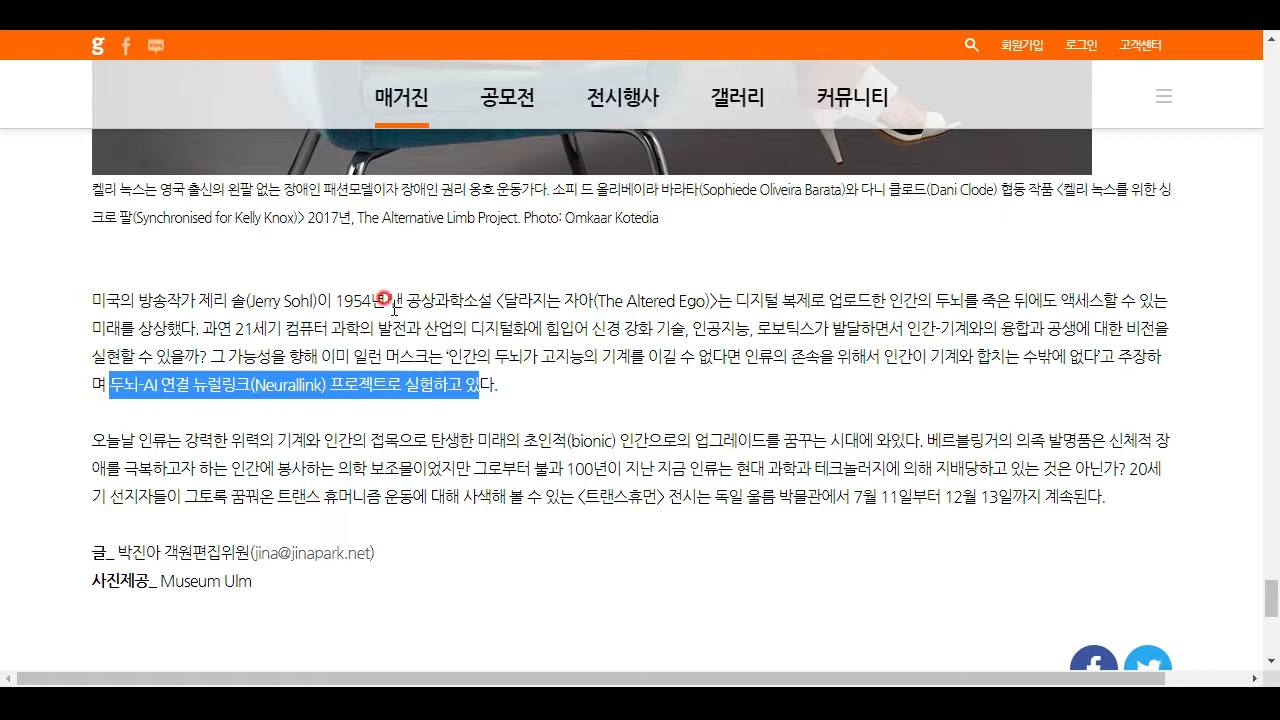 g f blog 회원가입 로그인 고객센터
매거진 공모전 전시행사 갤러리 커뮤니티
켈리 녹스는 영국 출신의 왼팔 없는 장애인 패션모델이자 장애인 권리 옹호 운동가다. 소피 드 올리베이라 바라타(Sophiede Oliveira Barata)와 다니 클로드(Dani Clode) 협동 작품 <켈리 녹스를 위한 싱
크로 팔(Synchronised for Kelly Knox)> 2017년, The Alternative Limb Project. Photo: Omkaar Kotedia
미국의 방송작가 제리 솔(Jerry Sohl)이 1954년 낸 공상과학소설 <달라지는 자아(The Altered Ego)>는 디지털 복제로 업로드한 인간의 두뇌를 죽은 뒤에도 액세스할 수 있는
미래를 상상했다. 과연 21세기 컴퓨터 과학의 발전과 산업의 디지털화에 힘입어 신경 강화 기술, 인공지능, 로보틱스가 발달하면서 인간-기계와의 융합과 공생에 대한 비전을
실현할 수 있을까? 그 가능성을 향해 이미 일런 머스크는 ‘인간의 두뇌가 고지능의 기계를 이길 수 없다면 인류의 존속을 위해서 인간이 기계와 합치는 수밖에 없다’고 주장하
며 두뇌-AI 연결 뉴럴링크(Neurallink) 프로젝트로 실험하고 있다.
오늘날 인류는 강력한 위력의 기계와 인간의 접목으로 탄생한 미래의 초인적(bionic) 인간으로의 업그레이드를 꿈꾸는 시대에 와있다. 베르블링거의 의족 발명품은 신체적 장
애를 극복하고자 하는 인간에 봉사하는 의학 보조물이었지만 그로부터 불과 100년이 지난 지금 인류는 현대 과학과 테크놀러지에 의해 지배당하고 있는 것은 아닌가? 20세
기 선지자들이 그토록 꿈꿔온 트랜스 휴머니즘 운동에 대해 사색해 볼 수 있는 <트랜스휴먼> 전시는 독일 울름 박물관에서 7월 11일부터 12월 13일까지 계속된다.
글_ 박진아 객원편집위원(jina@jinapark.net)
사진제공_ Museum Ulm